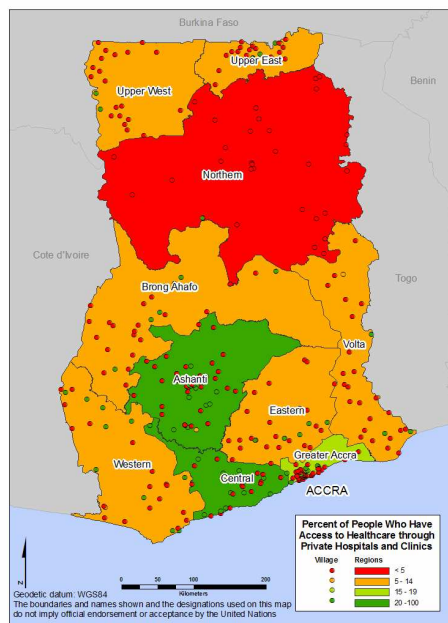 Burkina Faso
Upper East
Benin
Upper West
Northern
Cote d'Ivoire
Togo
Brong Ahafo
Volta
Ashanti
Eastern
Greater Accra
Western
Central
ACCRA
Percent of People Who Have
Access to Healthcare through
Private Hospitals and Clinics
Village Regions
< 5
5 - 14
15 - 19
20 -100
N
0 50 100 200
Kilometers
Geodetic datum: WGS84
The boundaries and names shown and the designations used on this map
do not imply official endorsement or acceptance by the United Nations